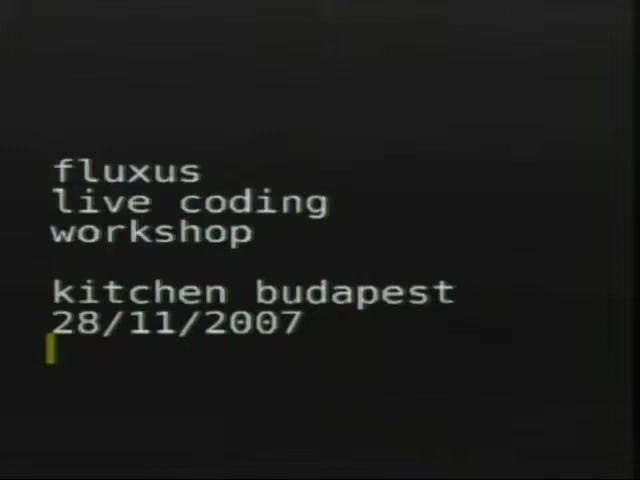 fluxus
live coding
workshop
kitchen budapest
28/11/2007